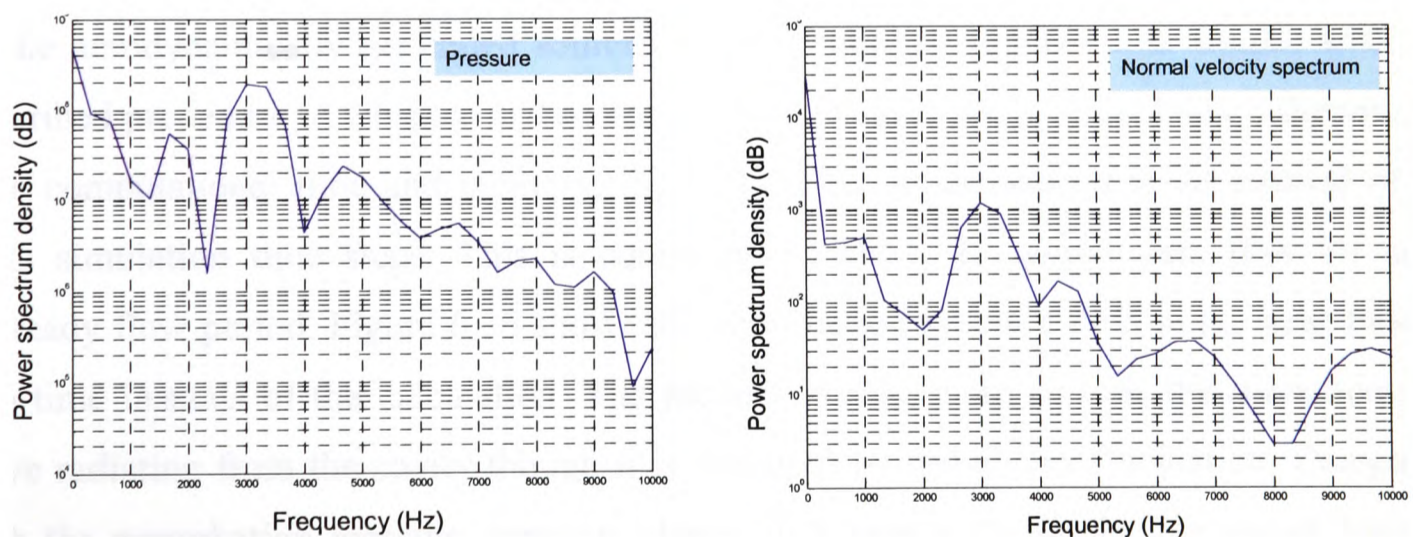 Pressure
Power spectrum density (dB)
10⁸
10⁷
10⁶
10⁵
0 1000 2000 3000 4000 5000 6000 7000 8000 9000 10000
Frequency (Hz)
Normal velocity spectrum
Power spectrum density (dB)
10⁵
10⁴
10³
10²
10¹
10⁰
0 1000 2000 3000 4000 5000 6000 7000 8000 9000 10000
Frequency (Hz)